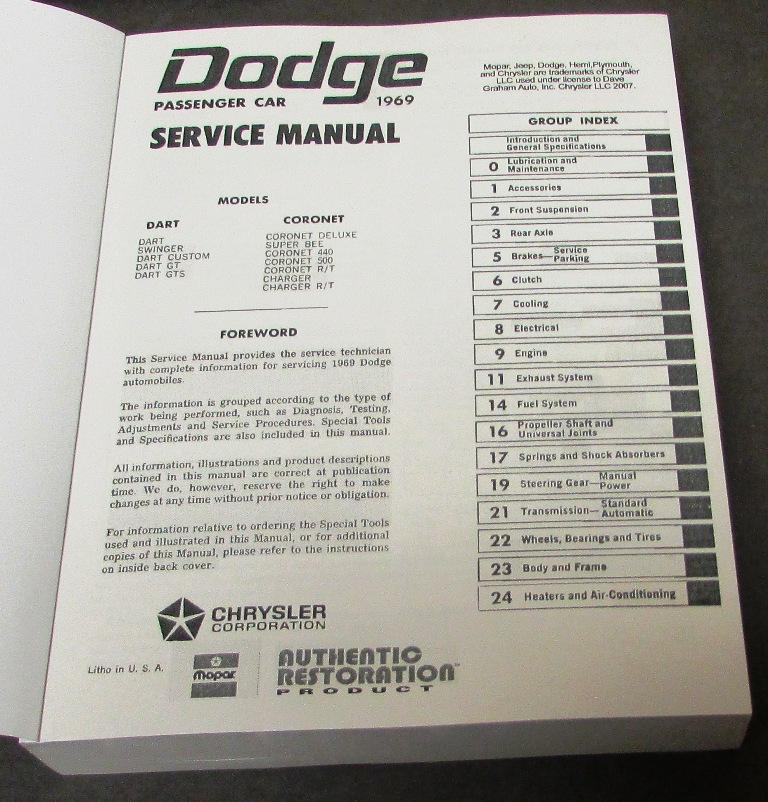 Dodge
PASSENGER CAR 1969
SERVICE MANUAL
MODELS
DART
DART
SWINGER
DART CUSTOM
DART GT
DART GTS
CORONET
CORONET DELUXE
SUPER BEE
CORONET 440
CORONET 500
CORONET R/T
CHARGER
CHARGER R/T
FOREWORD
This Service Manual provides the service technician
with complete information for servicing 1969 Dodge
automobiles.
The information is grouped according to the type of
work being performed, such as Diagnosis, Testing,
Adjustments and Service Procedures. Special Tools
and Specifications are also included in this manual.
All information, illustrations and product descriptions
contained in this manual are correct at publication
time. We do, however, reserve the right to make
changes at any time without prior notice or obligation.
For information relative to ordering the Special Tools
used and illustrated in this Manual, or for additional
copies of this Manual, please refer to the instructions
on inside back cover.
CHRYSLER
CORPORATION
Litho in U. S. A.
mopar
AUTHENTIC
RESTORATION™
PRODUCT
Mopar, Jeep, Dodge, Hemi,Plymouth,
and Chrysler are trademarks of Chrysler
LLC used under license to Dave
Graham Auto, Inc. Chrysler LLC 2007.
GROUP INDEX
Introduction and
General Specifications
0 Lubrication and
Maintenance
1 Accessories
2 Front Suspension
3 Rear Axle
5 Brakes—Service
Parking
6 Clutch
7 Cooling
8 Electrical
9 Engine
11 Exhaust System
14 Fuel System
16 Propeller Shaft and
Universal Joints
17 Springs and Shock Absorbers
19 Steering Gear—Manual
Power
21 Transmission—Standard
Automatic
22 Wheels, Bearings and Tires
23 Body and Frame
24 Heaters and Air-Conditioning